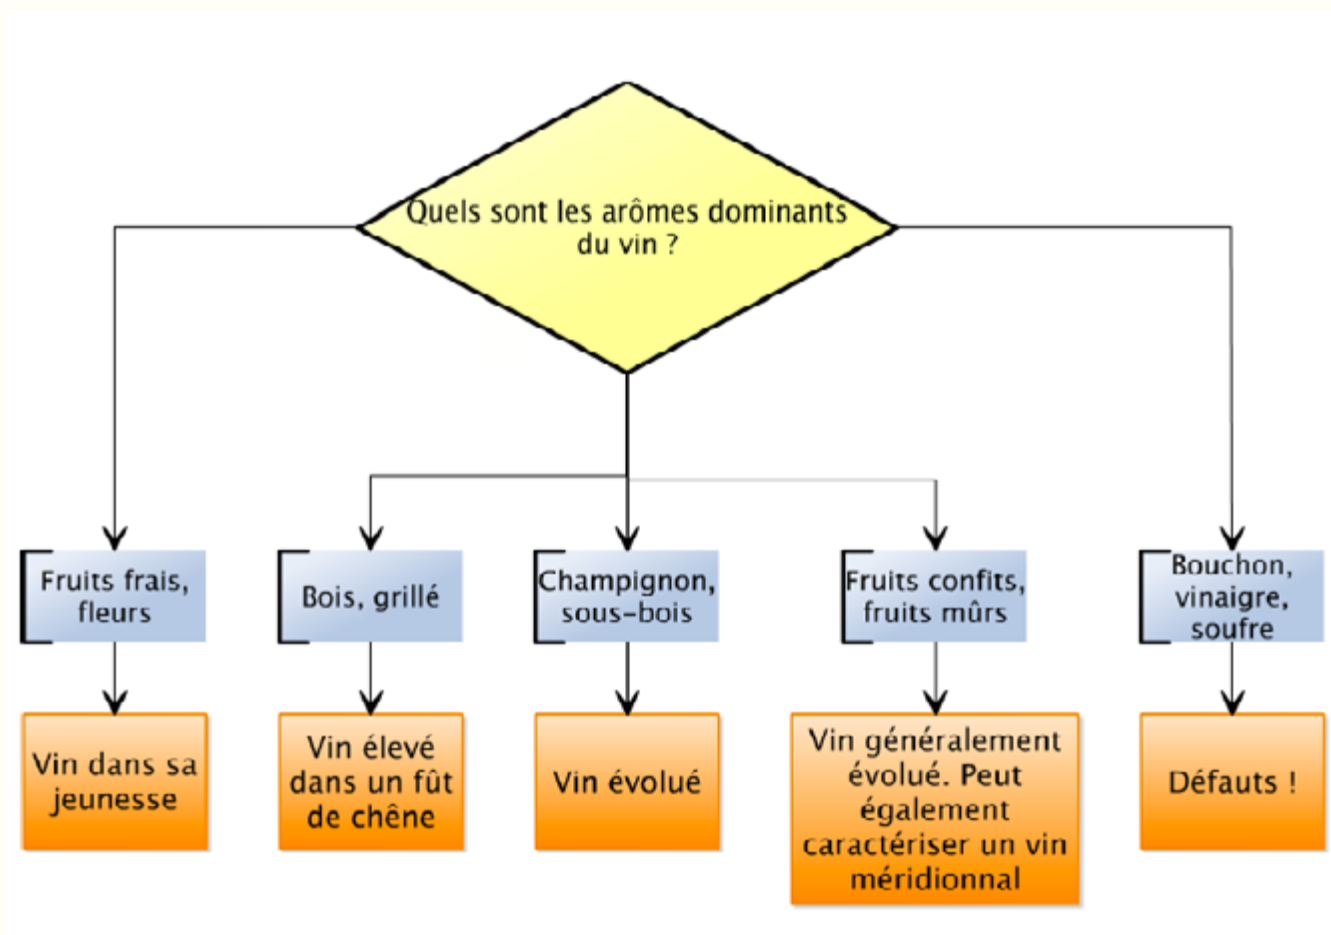 Quels sont les arômes dominants
du vin ?
Fruits frais,
fleurs
Bois, grillé
Champignon,
sous-bois
Fruits confits,
fruits mûrs
Bouchon,
vinaigre,
soufre
Vin dans sa
jeunesse
Vin élevé
dans un fût
de chêne
Vin évolué
Vin généralement
évolué. Peut
également
caractériser un vin
méridionnal
Défauts !